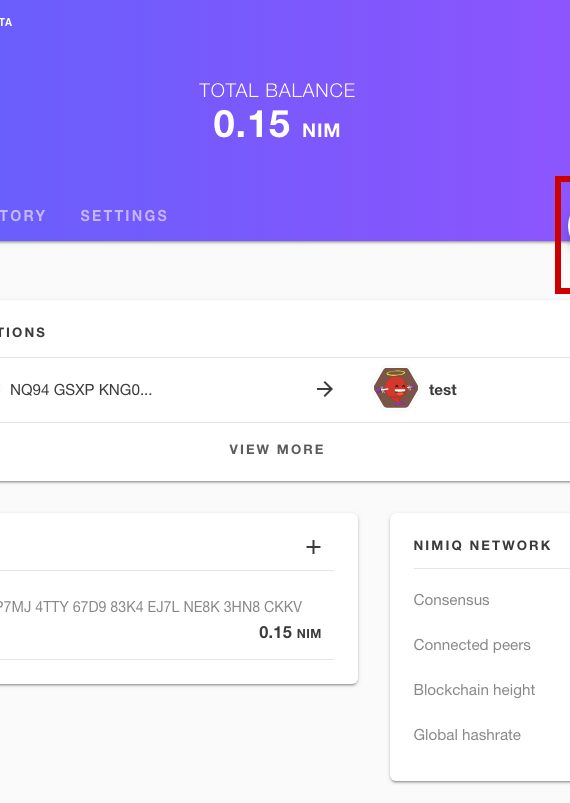 TA
TOTAL BALANCE
0.15 NIM
TORY SETTINGS
TIONS
NQ94 GSXP KNG0... → test
VIEW MORE
+
P7MJ 4TTY 67D9 83K4 EJ7L NE8K 3HN8 CKKV
0.15 NIM
NIMIQ NETWORK
Consensus
Connected peers
Blockchain height
Global hashrate